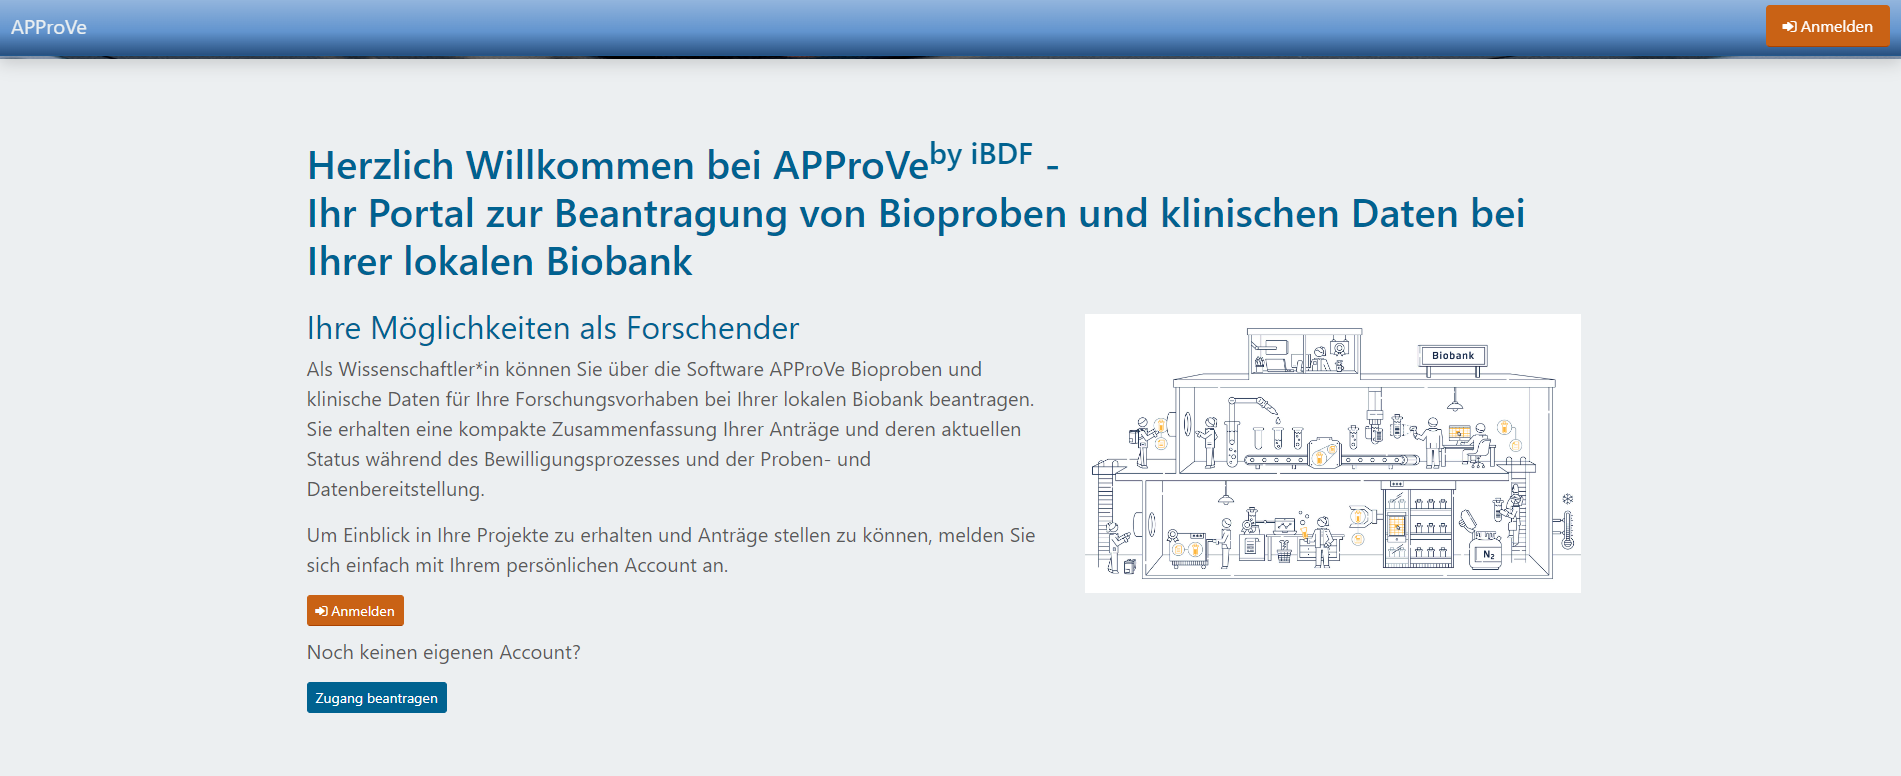 APProVe
Anmelden
Herzlich Willkommen bei APProVe by iBDF -
Ihr Portal zur Beantragung von Bioproben und klinischen Daten bei
Ihrer lokalen Biobank
Ihre Möglichkeiten als Forschender
Als Wissenschaftler*in können Sie über die Software APProVe Bioproben und
klinische Daten für Ihre Forschungsvorhaben bei Ihrer lokalen Biobank beantragen.
Sie erhalten eine kompakte Zusammenfassung Ihrer Anträge und deren aktuellen
Status während des Bewilligungsprozesses und der Proben- und
Datenbereitstellung.
Um Einblick in Ihre Projekte zu erhalten und Anträge stellen zu können, melden Sie
sich einfach mit Ihrem persönlichen Account an.
Anmelden
Noch keinen eigenen Account?
Zugang beantragen
Biobank
N₂